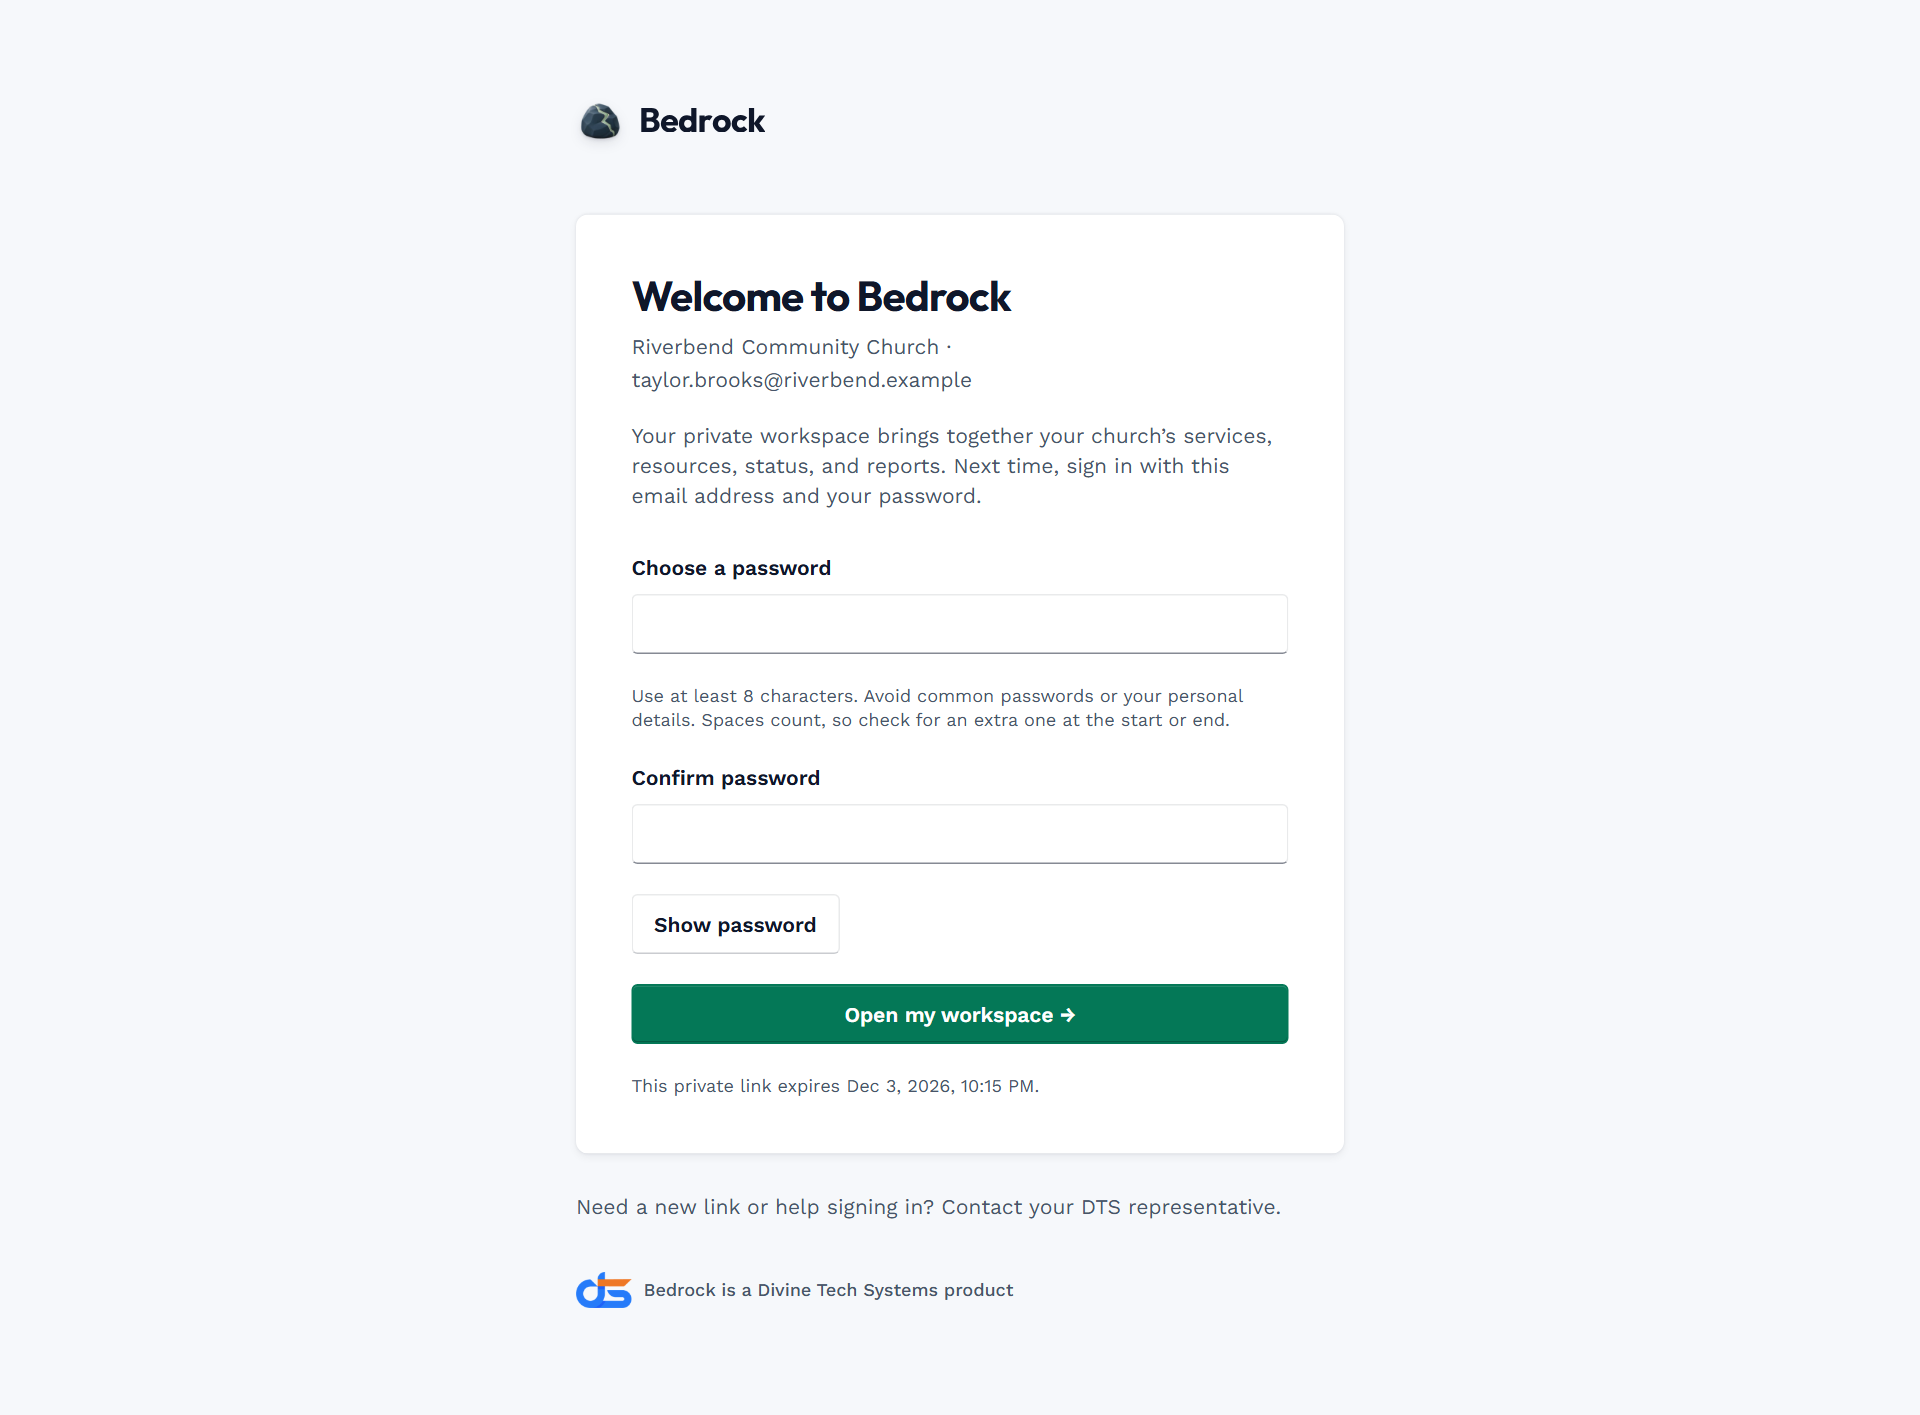 Bedrock
Welcome to Bedrock
Riverbend Community Church ·
taylor.brooks@riverbend.example
Your private workspace brings together your church’s services,
resources, status, and reports. Next time, sign in with this
email address and your password.
Choose a password
Use at least 8 characters. Avoid common passwords or your personal
details. Spaces count, so check for an extra one at the start or end.
Confirm password
Show password
Open my workspace →
This private link expires Dec 3, 2026, 10:15 PM.
Need a new link or help signing in? Contact your DTS representative.
dts Bedrock is a Divine Tech Systems product